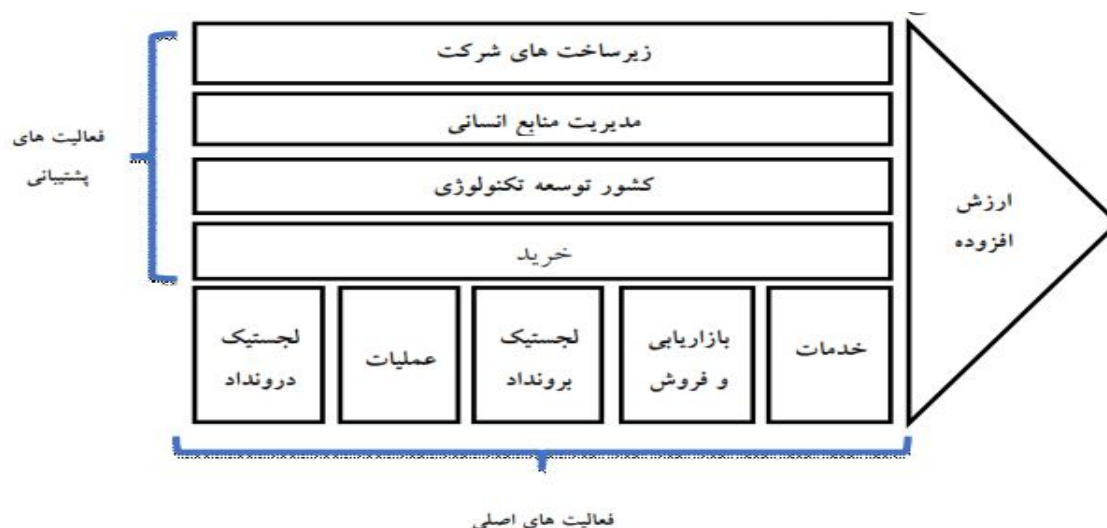 زیرساخت های شرکت
مدیریت منابع انسانی
کشور توسعه تکنولوژی
خرید
فعالیت های
پشتیبانی
ارزش
افزوده
لجستیک
درونداد
عملیات
لجستیک
برونداد
بازاریابی
و فروش
خدمات
فعالیت های اصلی